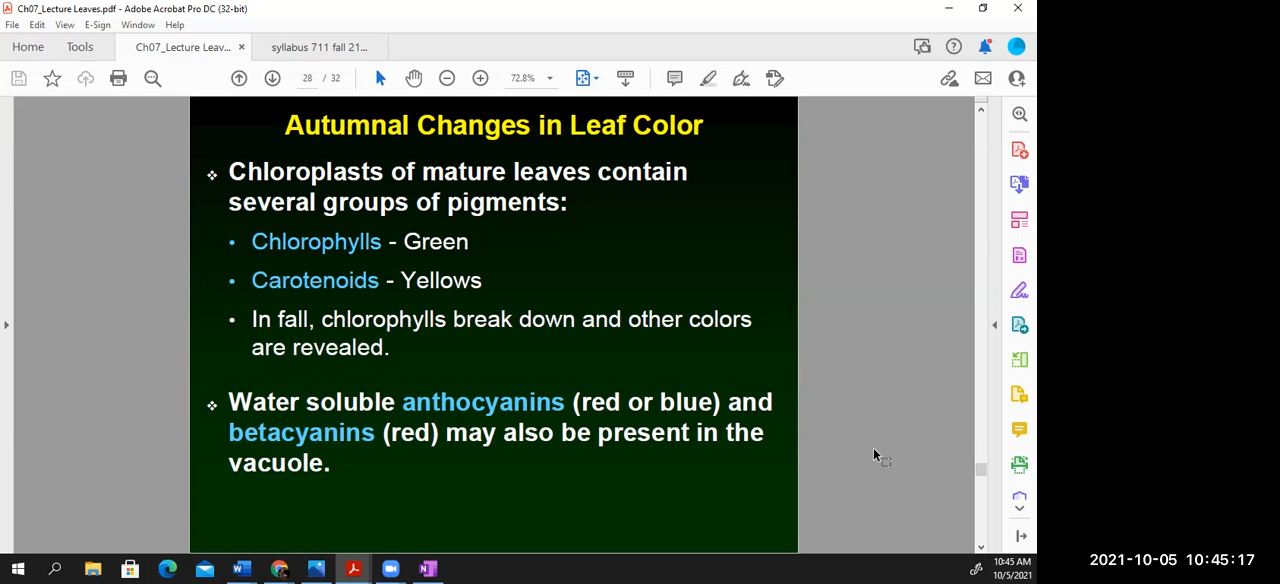 Ch07_Lecture Leaves.pdf - Adobe Acrobat Pro DC (32-bit)
File Edit View E-Sign Window Help
Home Tools Ch07_Lecture Leav... × syllabus 711 fall 21...
28 / 32 72.8%
Autumnal Changes in Leaf Color
Chloroplasts of mature leaves contain
several groups of pigments:
• Chlorophylls - Green
• Carotenoids - Yellows
• In fall, chlorophylls break down and other colors
are revealed.
Water soluble anthocyanins (red or blue) and
betacyanins (red) may also be present in the
vacuole.
10:45 AM
10/5/2021
2021-10-05 10:45:17